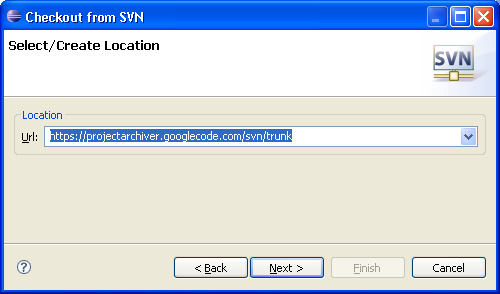 Checkout from SVN
Select/Create Location
SVN
Location
Url: https://projectarchiver.googlecode.com/svn/trunk
? < Back Next > Finish Cancel